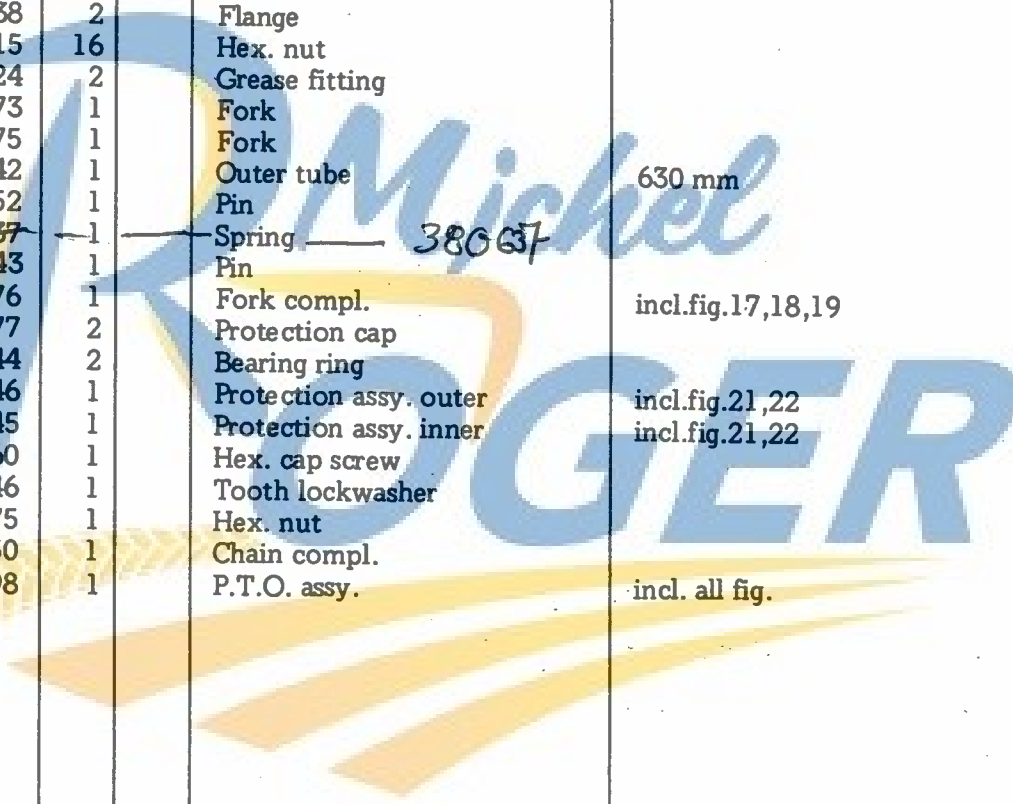 38 2 Flange
15 16 Hex. nut
24 2 Grease fitting
73 1 Fork
75 1 Fork
42 1 Outer tube 630 mm
52 1 Pin
37 1 Spring
43 1 Pin
76 1 Fork compl. incl.fig.17,18,19
77 2 Protection cap
44 2 Bearing ring
46 1 Protection assy. outer incl.fig.21,22
45 1 Protection assy. inner incl.fig.21,22
0 1 Hex. cap screw
46 1 Tooth lockwasher
75 1 Hex. nut
0 1 Chain compl.
98 1 P.T.O. assy. incl. all fig.
Michel
ROGER